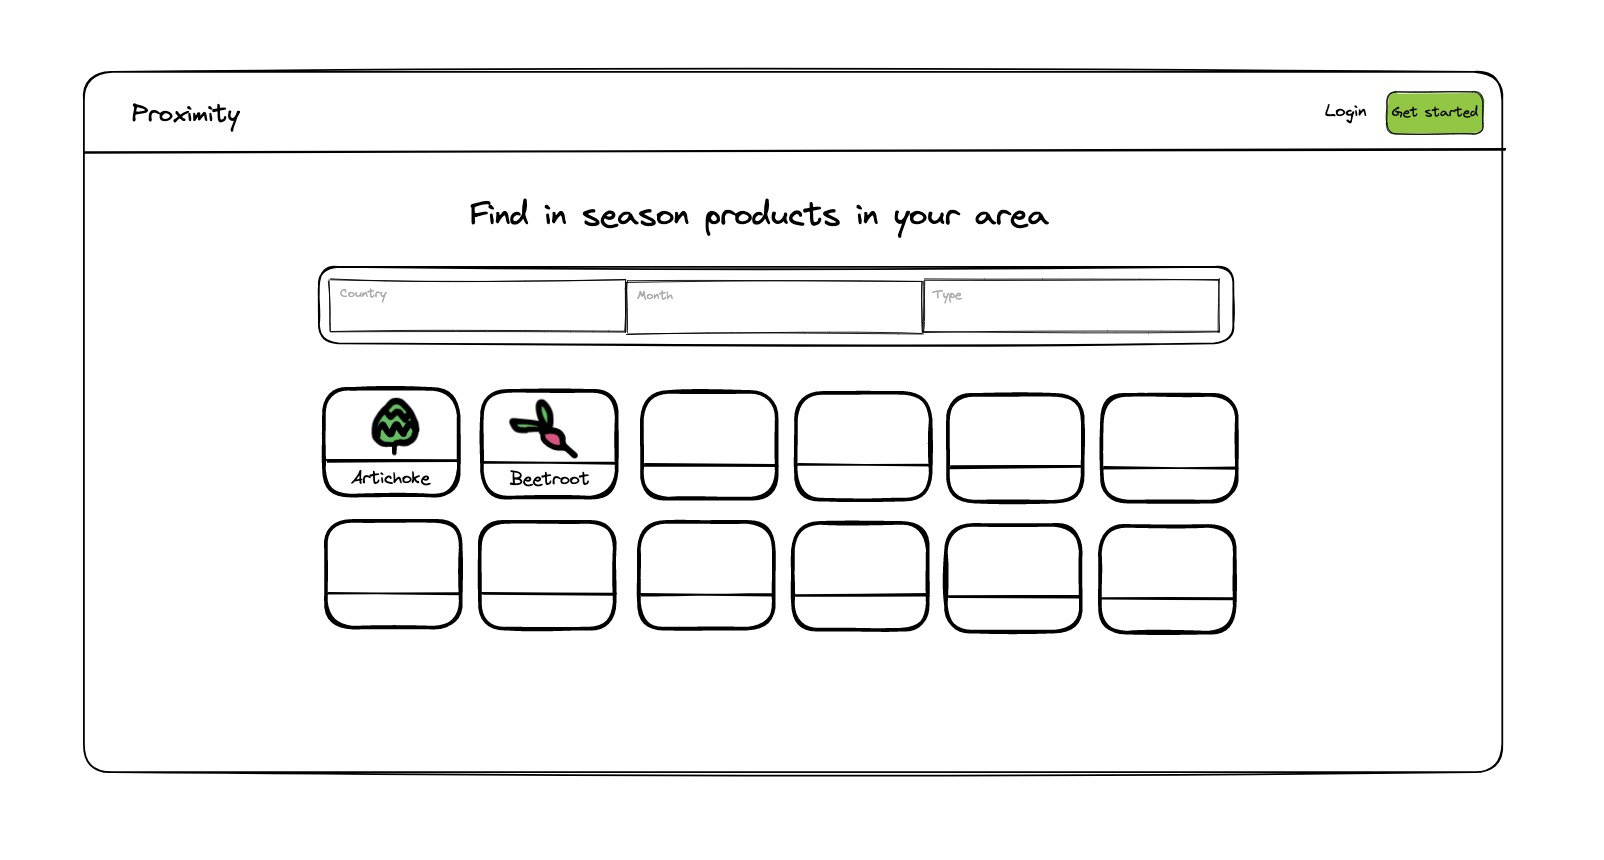 Proximity
Login
Get started
Find in season products in your area
Country
Month
Type
Artichoke
Beetroot